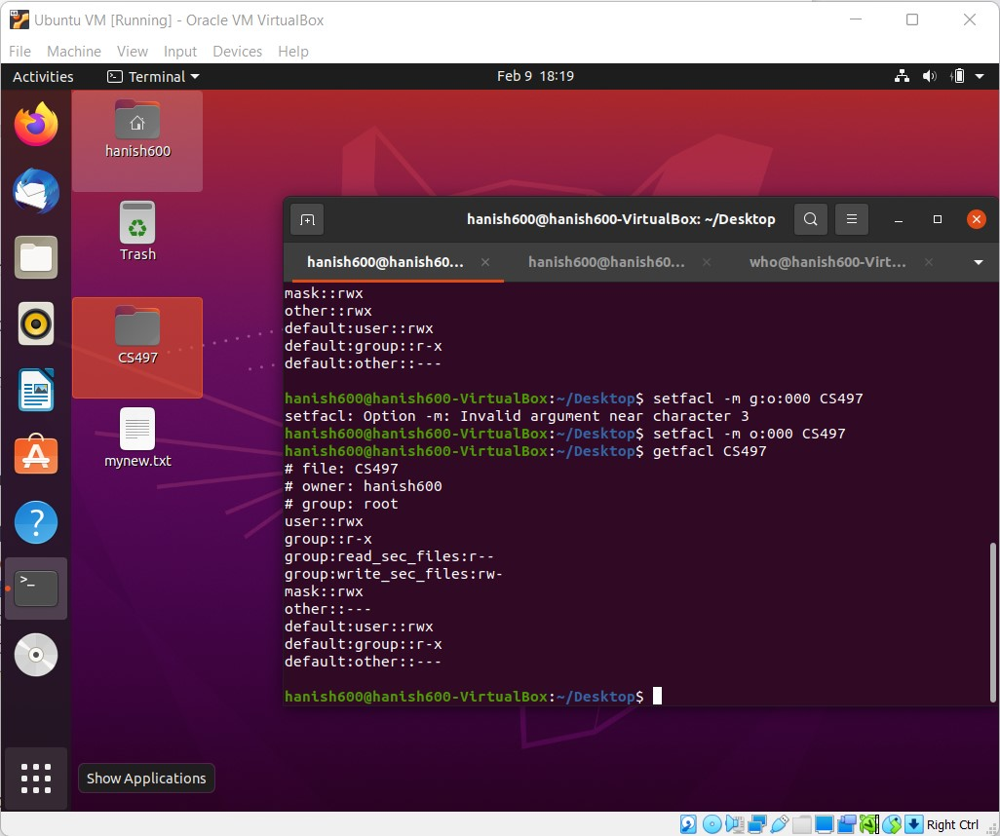 Ubuntu VM [Running] - Oracle VM VirtualBox
File Machine View Input Devices Help
Activities Terminal Feb 9 18:19
hanish600
Trash
CS497
mynew.txt
hanish600@hanish600-VirtualBox: ~/Desktop
hanish600@hanish60... × hanish600@hanish60... × who@hanish600-Virt... ×
mask::rwx
other::rwx
default:user::rwx
default:group::r-x
default:other::---
hanish600@hanish600-VirtualBox:~/Desktop$ setfacl -m g:o:000 CS497
setfacl: Option -m: Invalid argument near character 3
hanish600@hanish600-VirtualBox:~/Desktop$ setfacl -m o:000 CS497
hanish600@hanish600-VirtualBox:~/Desktop$ getfacl CS497
# file: CS497
# owner: hanish600
# group: root
user::rwx
group::r-x
group:read_sec_files:r--
group:write_sec_files:rw-
mask::rwx
other::---
default:user::rwx
default:group::r-x
default:other::---
hanish600@hanish600-VirtualBox:~/Desktop$
Show Applications
Right Ctrl